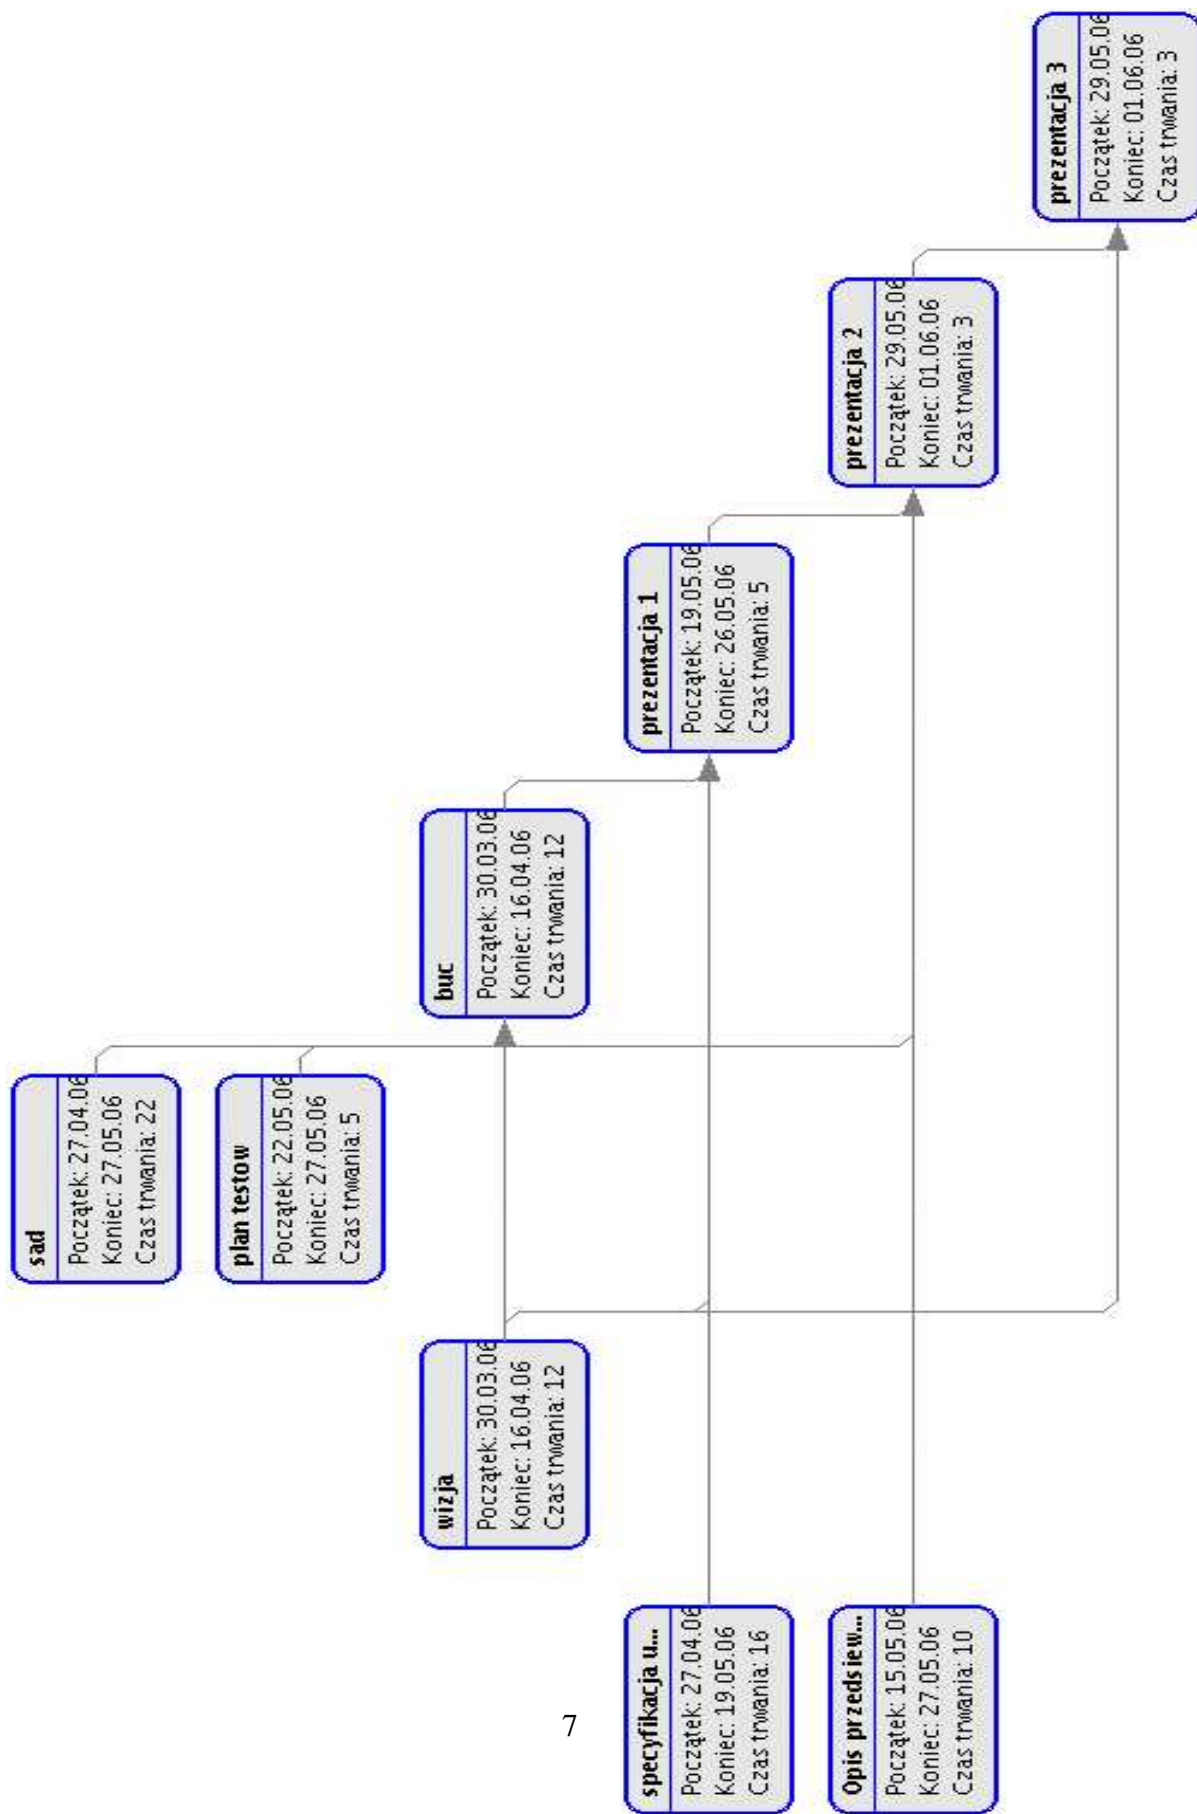 sad
Początek: 27.04.06
Koniec: 27.05.06
Czas trwania: 22
plan testow
Początek: 22.05.06
Koniec: 27.05.06
Czas trwania: 5
wizja
Początek: 30.03.06
Koniec: 16.04.06
Czas trwania: 12
buc
Początek: 30.03.06
Koniec: 16.04.06
Czas trwania: 12
specyfikacja u...
Początek: 27.04.06
Koniec: 19.05.06
Czas trwania: 16
prezentacja 1
Początek: 19.05.06
Koniec: 26.05.06
Czas trwania: 5
Opis przedsiew...
Początek: 15.05.06
Koniec: 27.05.06
Czas trwania: 10
prezentacja 2
Początek: 29.05.06
Koniec: 01.06.06
Czas trwania: 3
prezentacja 3
Początek: 29.05.06
Koniec: 01.06.06
Czas trwania: 3
7